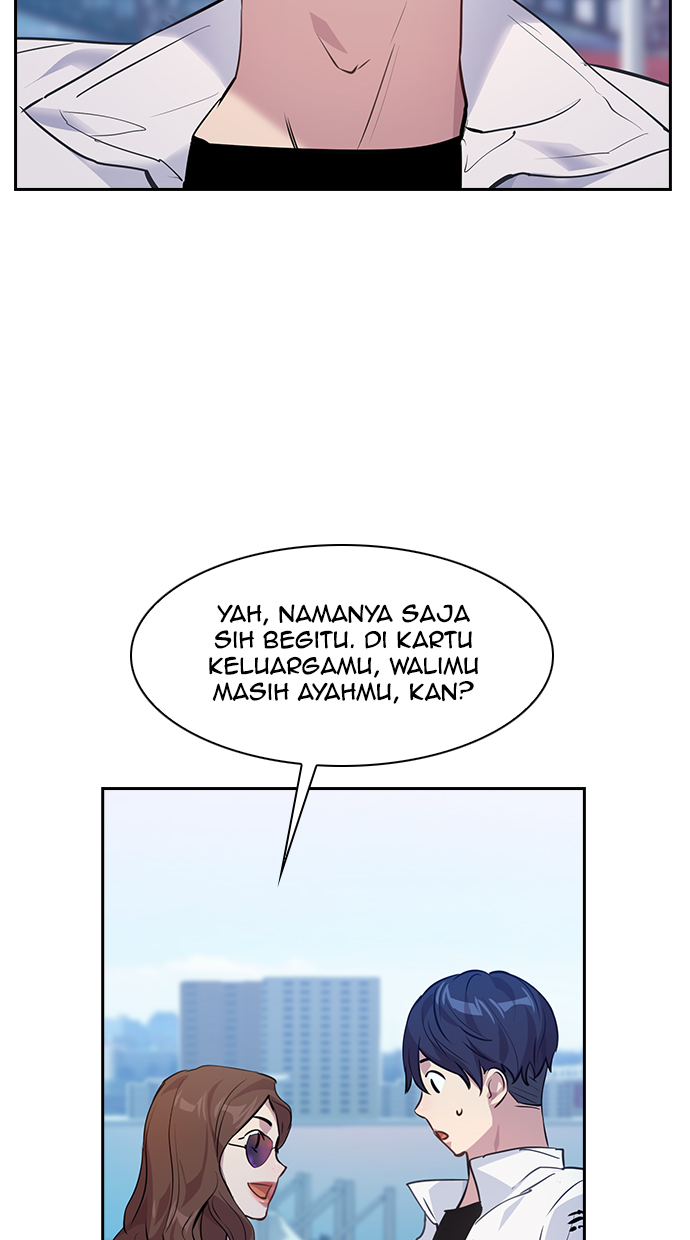 YAH, NAMANYA SAJA
SIH BEGITU. DI KARTU
KELUARGAMU, WALIMU
MASIH AYAHMU, KAN?